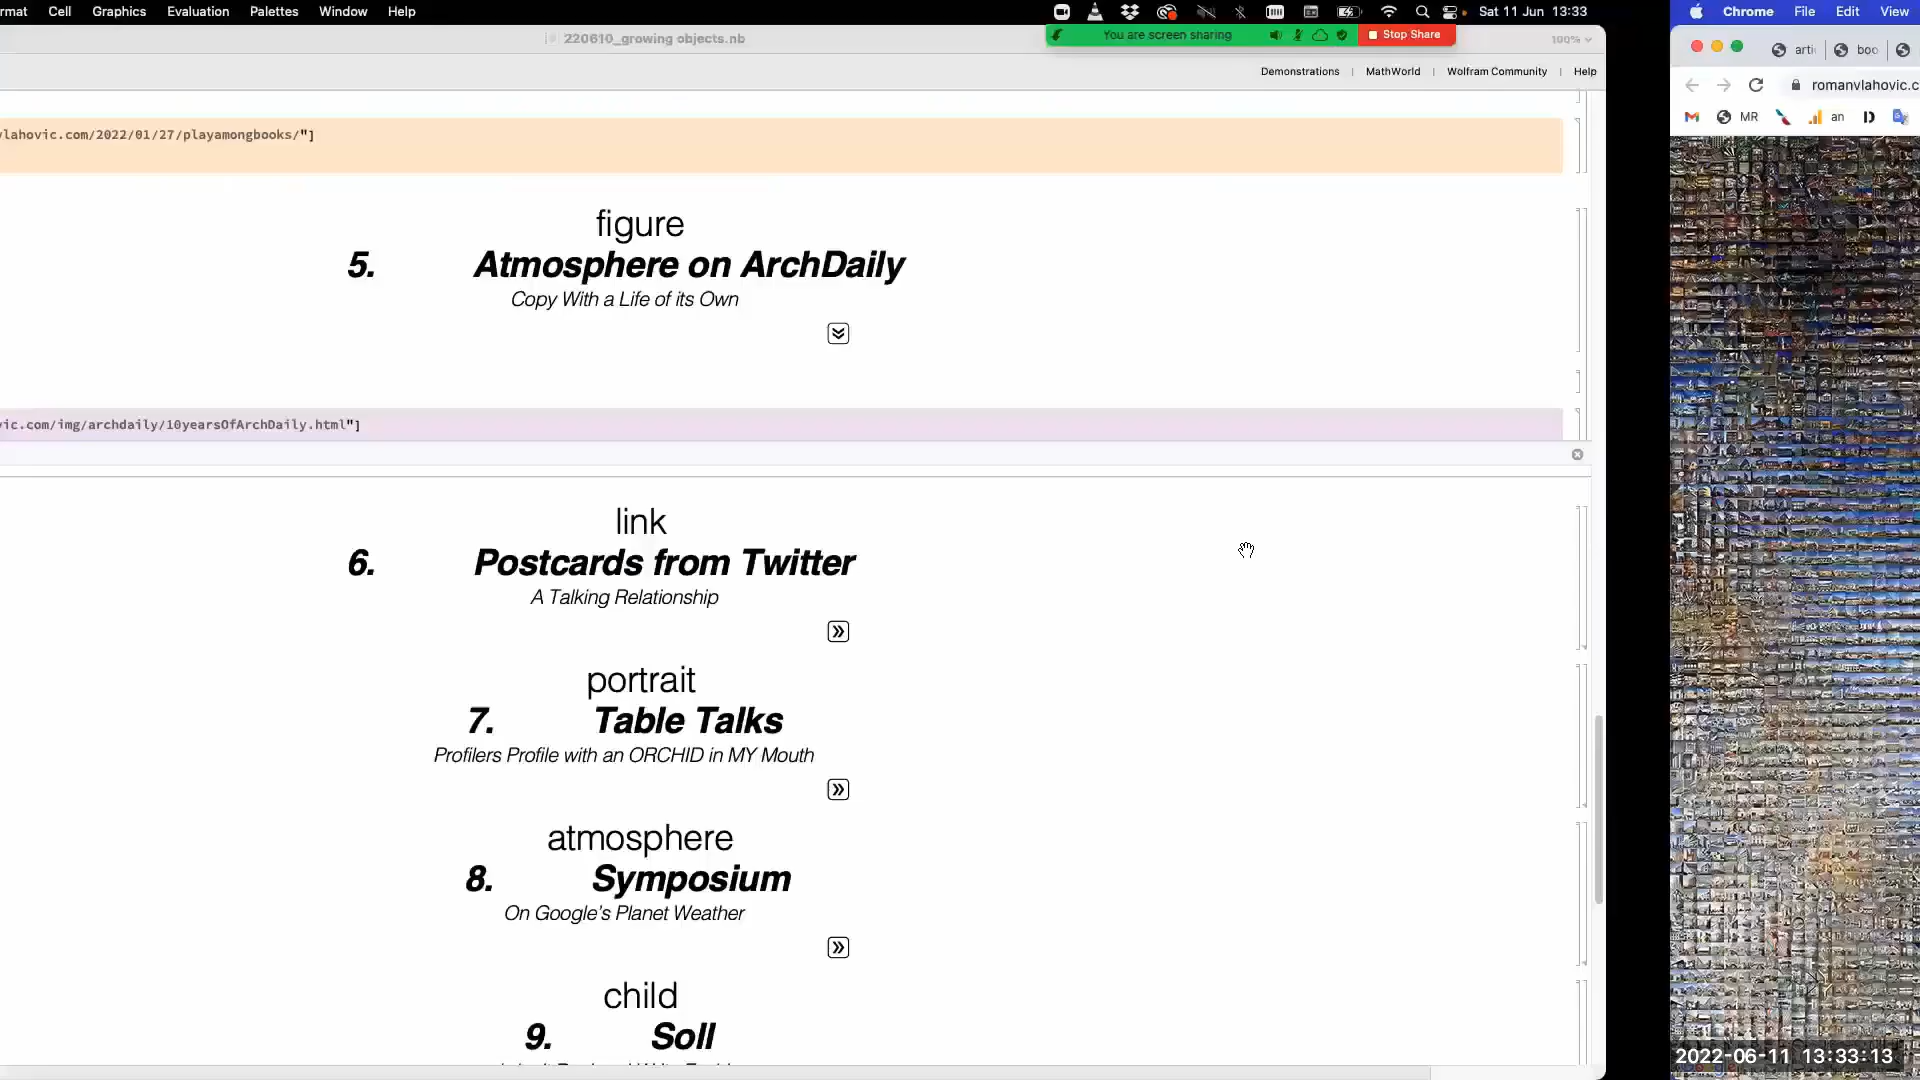 rmat Cell Graphics Evaluation Palettes Window Help
Sat 11 Jun 13:33
Chrome File Edit View
220610_growing objects.nb
You are screen sharing
Stop Share
100%
arti
boo
Demonstrations | MathWorld | Wolfram Community | Help
romanvlahovic.c
MR
an
vlahovic.com/2022/01/27/playamongbooks/"]
figure
5. Atmosphere on ArchDaily
Copy With a Life of its Own
vic.com/img/archdaily/10yearsOfArchDaily.html"]
link
6. Postcards from Twitter
A Talking Relationship
portrait
7. Table Talks
Profilers Profile with an ORCHID in MY Mouth
atmosphere
8. Symposium
On Google's Planet Weather
child
9. Soll
2022-06-11 13:33:13